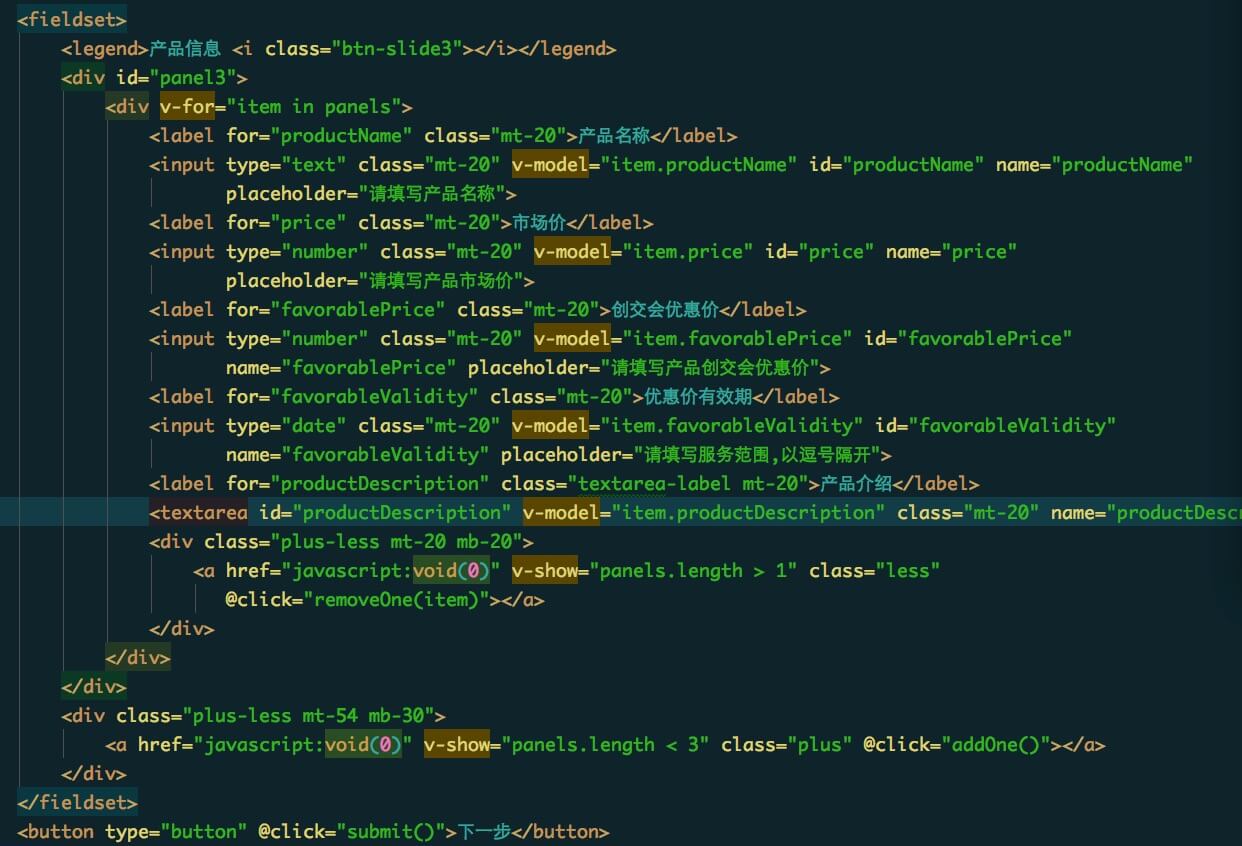 <fieldset>
<legend>产品信息 <i class="btn-slide3"></i></legend>
<div id="panel3">
<div v-for="item in panels">
<label for="productName" class="mt-20">产品名称</label>
<input type="text" class="mt-20" v-model="item.productName" id="productName" name="productName"
placeholder="请填写产品名称">
<label for="price" class="mt-20">市场价</label>
<input type="number" class="mt-20" v-model="item.price" id="price" name="price"
placeholder="请填写产品市场价">
<label for="favorablePrice" class="mt-20">创交会优惠价</label>
<input type="number" class="mt-20" v-model="item.favorablePrice" id="favorablePrice"
name="favorablePrice" placeholder="请填写产品创交会优惠价">
<label for="favorableValidity" class="mt-20">优惠价有效期</label>
<input type="date" class="mt-20" v-model="item.favorableValidity" id="favorableValidity"
name="favorableValidity" placeholder="请填写服务范围,以逗号隔开">
<label for="productDescription" class="textarea-label mt-20">产品介绍</label>
<textarea id="productDescription" v-model="item.productDescription" class="mt-20" name="productDescr
<div class="plus-less mt-20 mb-20">
<a href="javascript:void(0)" v-show="panels.length > 1" class="less"
@click="removeOne(item)"></a>
</div>
</div>
</div>
<div class="plus-less mt-54 mb-30">
<a href="javascript:void(0)" v-show="panels.length < 3" class="plus" @click="addOne()"></a>
</div>
</fieldset>
<button type="button" @click="submit()">下一步</button>